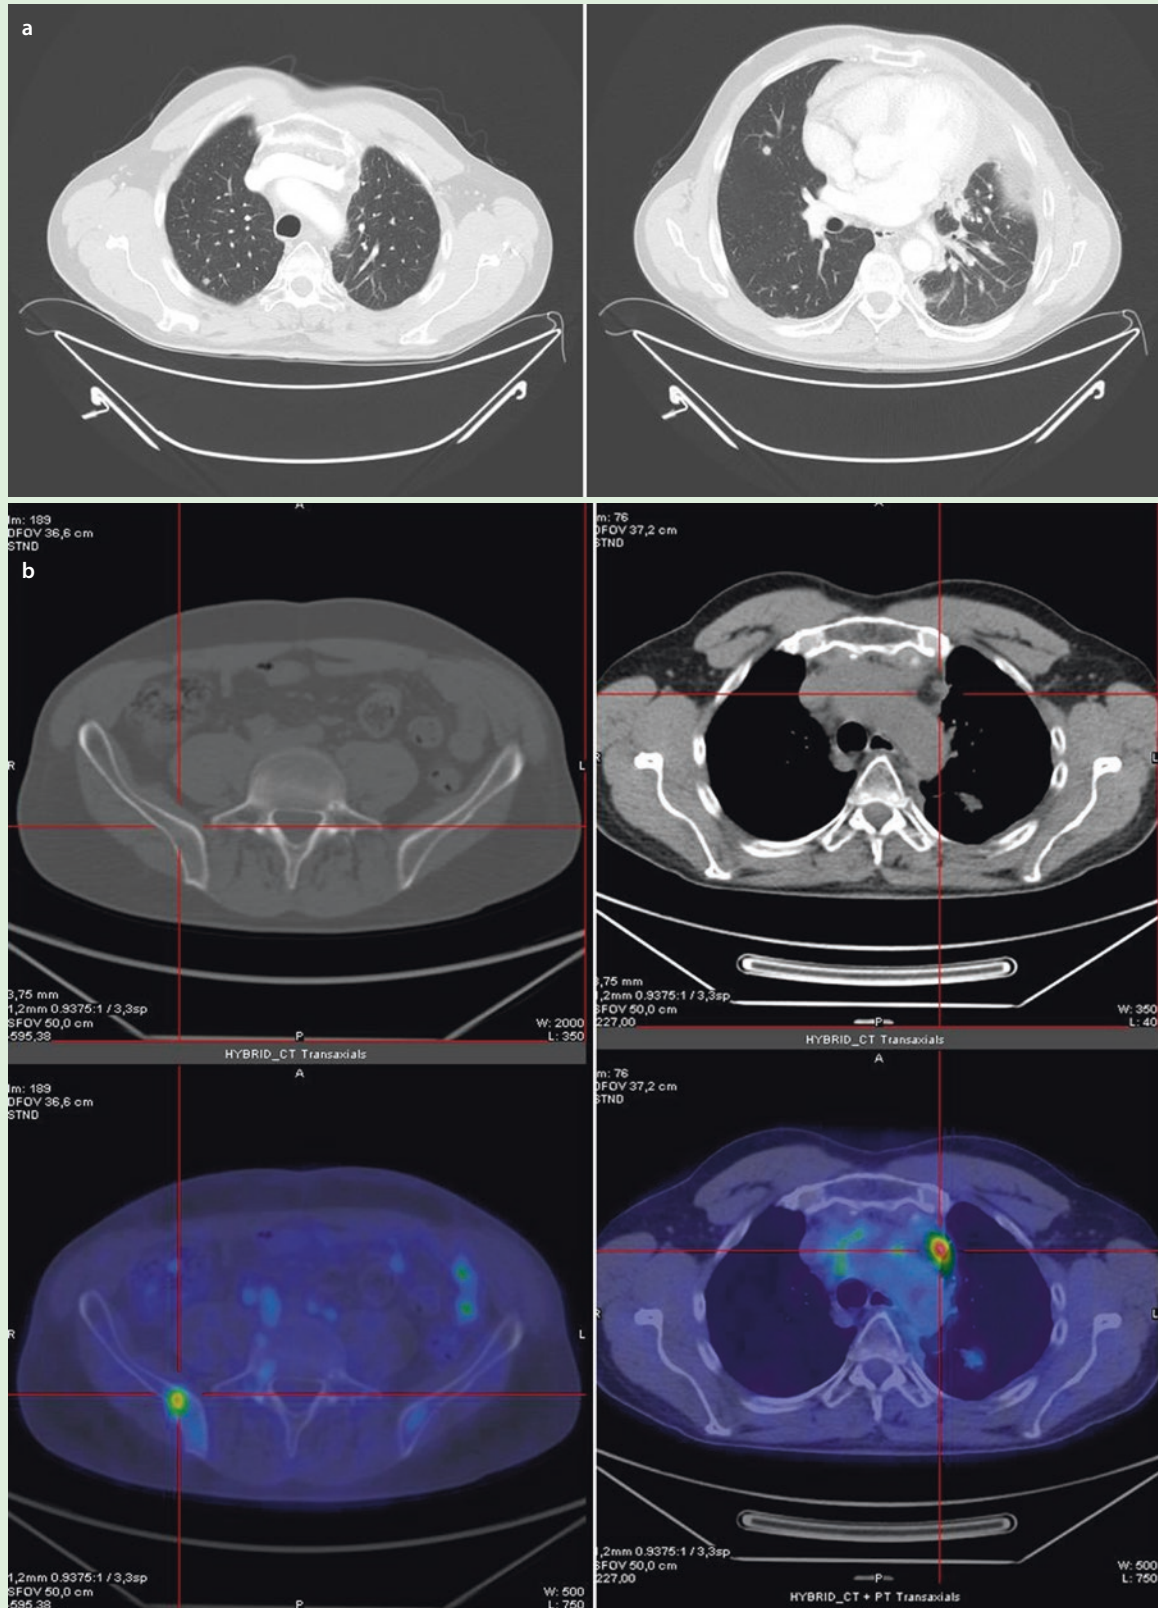 a
A
A
Im: 189
DFOV 36,6 cm
STND
b
R
L
3,75 mm
1,2mm 0.9375:1 / 3,3sp
SFOV 50,0 cm
-595,38
P
W: 2000
L: 350
HYBRID_CT Transaxials
m: 76
DFOV 37,2 cm
STND
R
L
3,75 mm
1,2mm 0.9375:1 / 3,3sp
SFOV 50,0 cm
227,00
P
W: 350
L: 40
HYBRID_CT Transaxials
A
Im: 189
DFOV 36,6 cm
STND
R
L
1,2mm 0.9375:1 / 3,3sp
SFOV 50,0 cm
-595,38
P
W: 500
L: 750
A
m: 76
DFOV 37,2 cm
STND
R
L
1,2mm 0.9375:1 / 3,3sp
SFOV 50,0 cm
227,00
P
W: 500
L: 750
HYBRID_CT + PT Transaxials